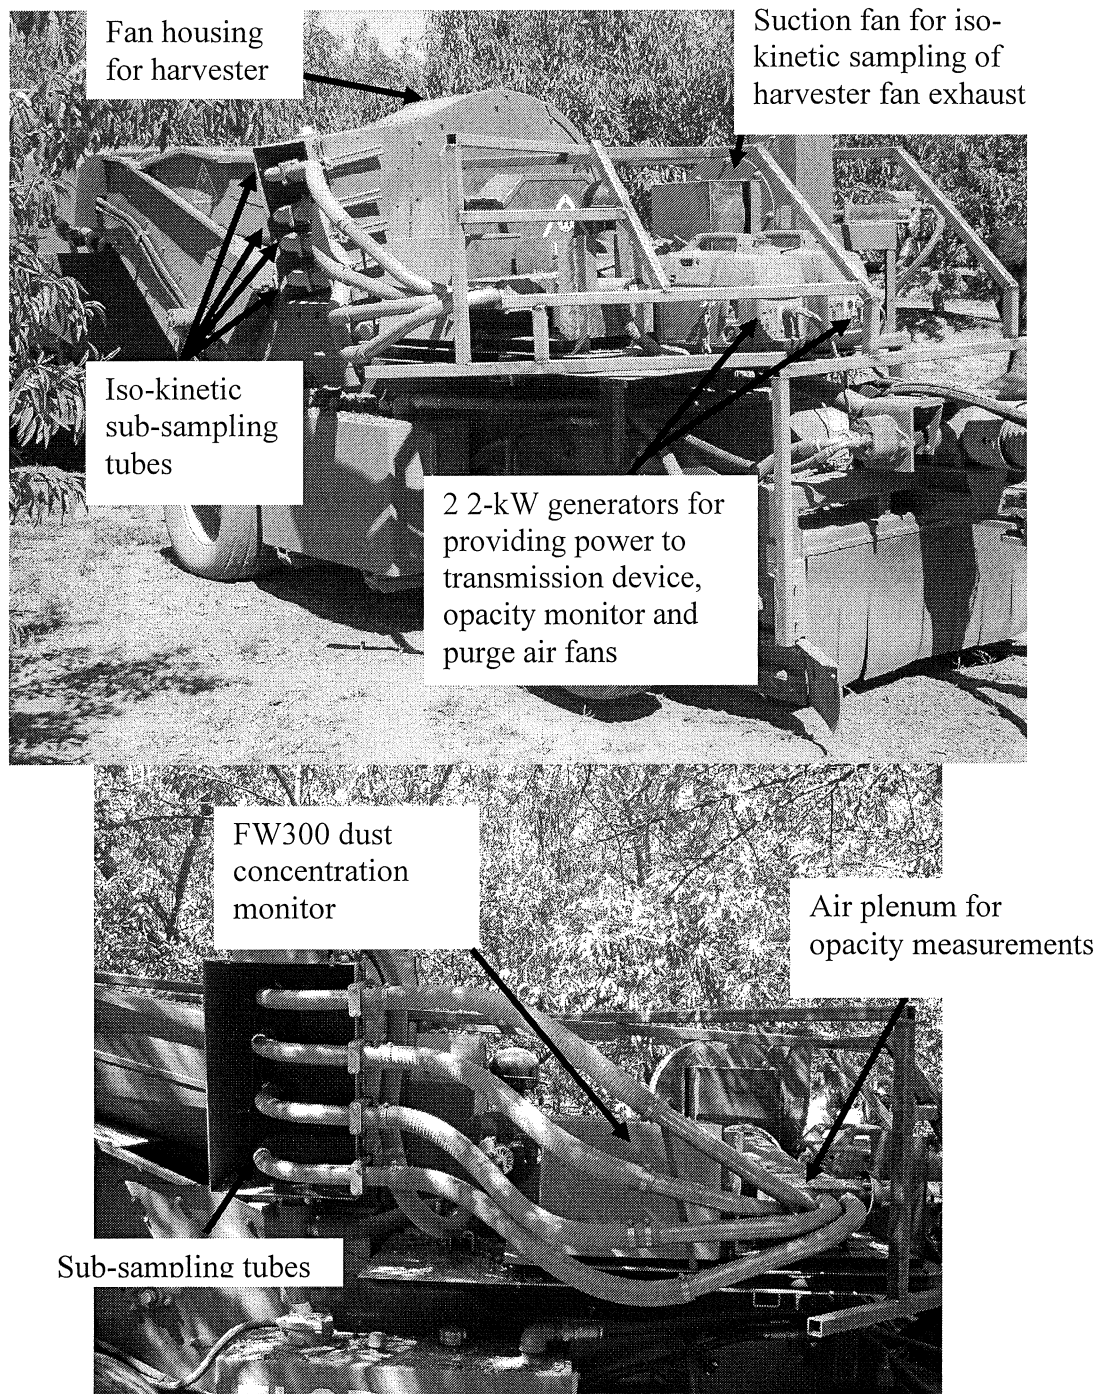 Fan housing
for harvester
Suction fan for iso-
kinetic sampling of
harvester fan exhaust
Iso-kinetic
sub-sampling
tubes
2 2-kW generators for
providing power to
transmission device,
opacity monitor and
purge air fans
FW300 dust
concentration
monitor
Air plenum for
opacity measurements
Sub-sampling tubes